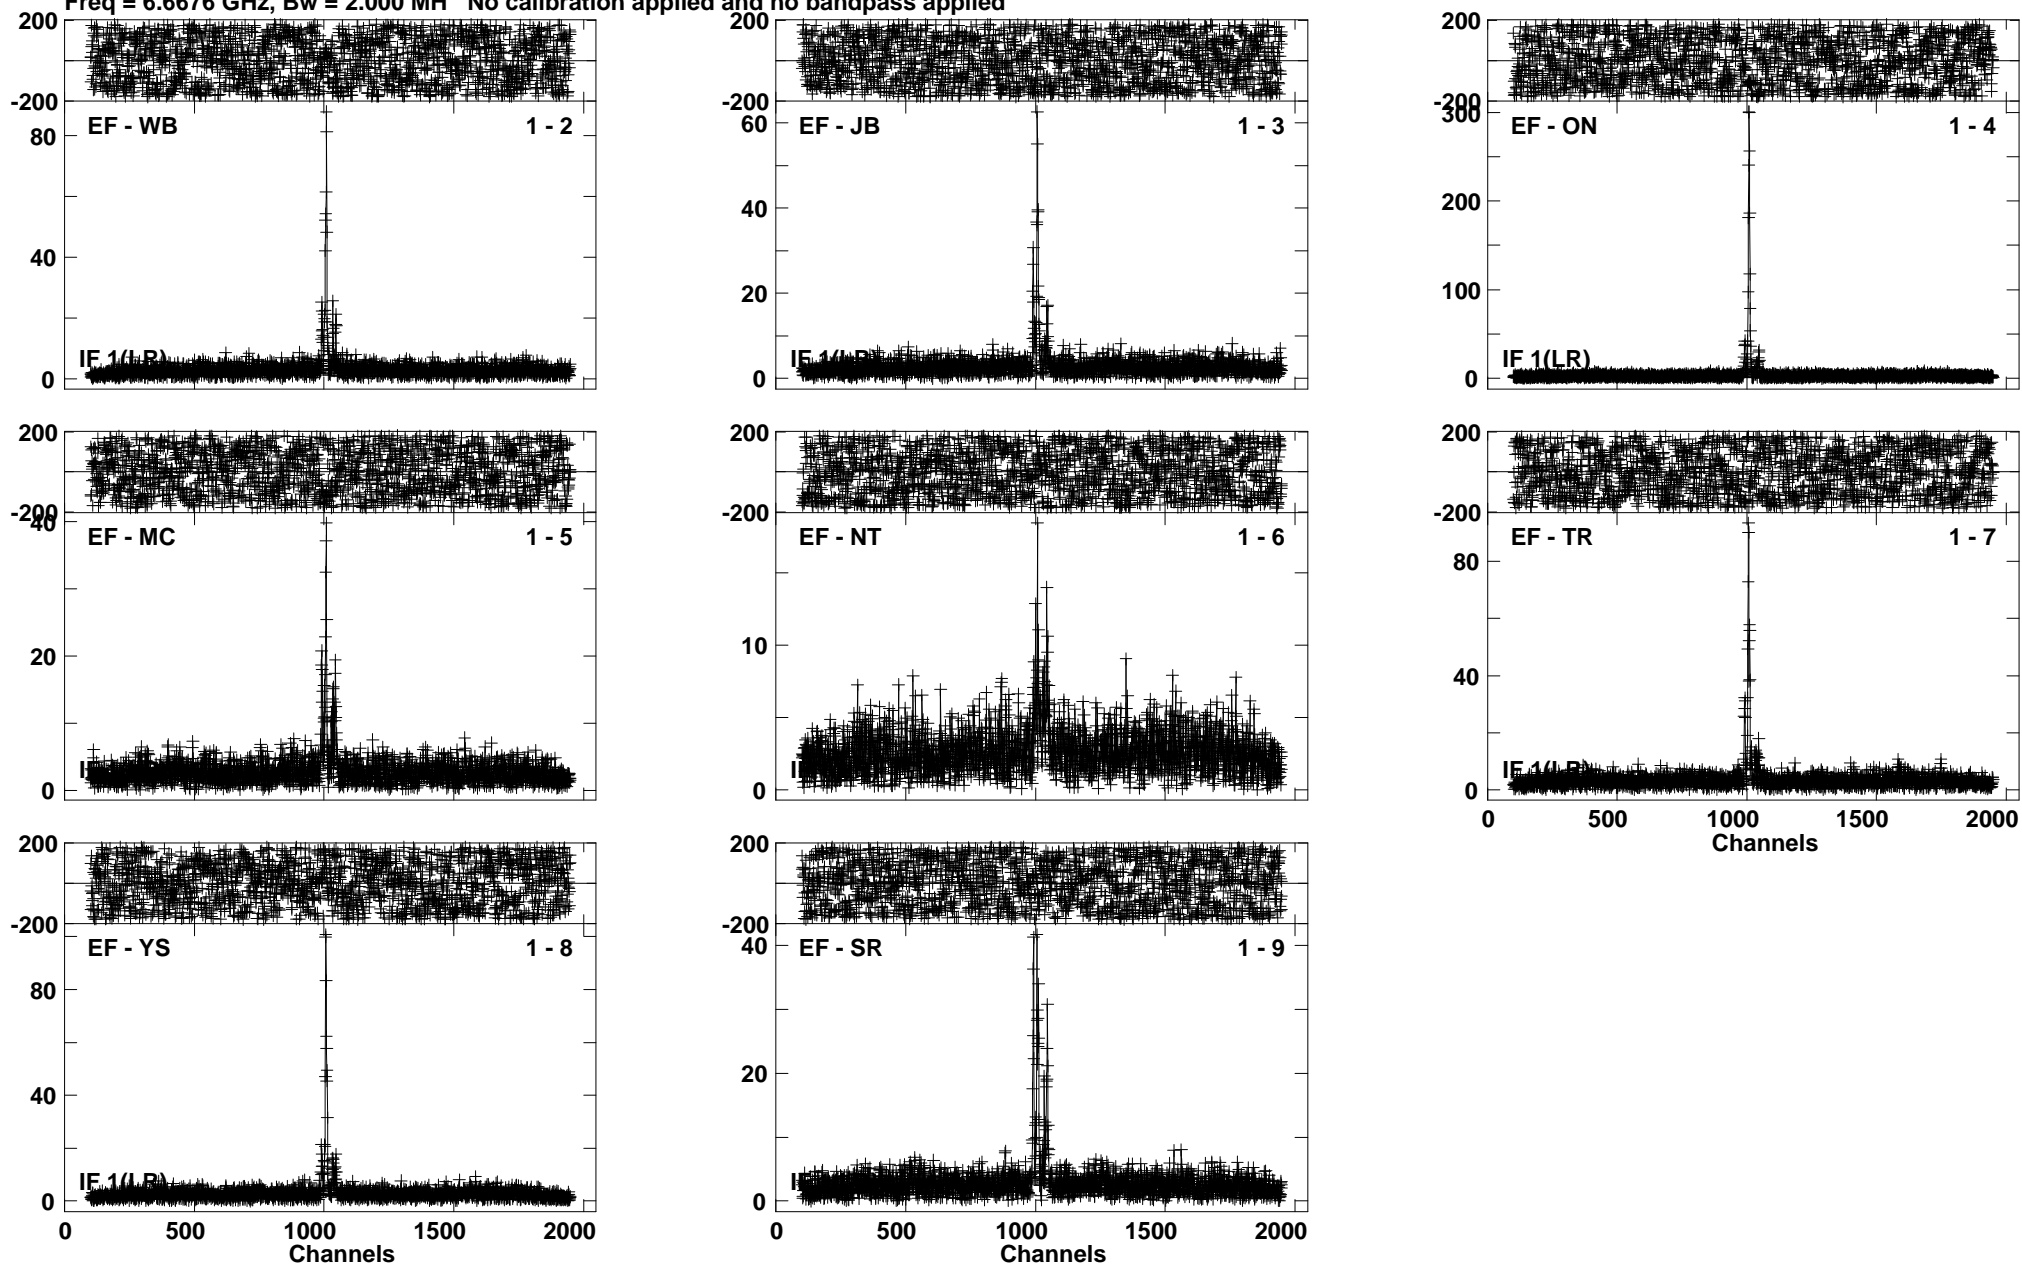 Freq = 6.6676 GHz, Bw = 2.000 MH No calibration applied and no bandpass applied
200 200 200
-200 -200 -200
EF - WB 1 - 2 EF - JB 1 - 3 EF - ON 1 - 4
80 60 300
40 40 200
20 100
IF 1(LR) IF 1(LR) IF 1(LR)
0 0 0
200 200 200
-200 -200 -200
EF - MC 1 - 5 EF - NT 1 - 6 EF - TR 1 - 7
40 80
20 10 40
IF 1(LR)
0 0 0
0 500 1000 1500 2000
Channels
200 200
-200 -200
EF - YS 1 - 8 EF - SR 1 - 9
80 40
40 20
IF 1(LR)
0 0
0 500 1000 1500 2000 0 500 1000 1500 2000
Channels Channels